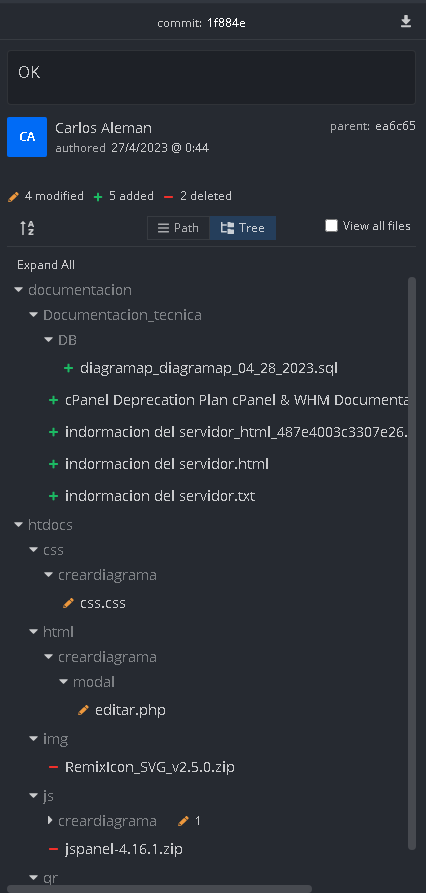 commit: 1f884e
OK
CA
Carlos Aleman
parent: ea6c65
authored 27/4/2023 @ 0:44
4 modified 5 added 2 deleted
Path Tree View all files
Expand All
documentacion
Documentacion_tecnica
DB
diagramap_diagramap_04_28_2023.sql
cPanel Deprecation Plan cPanel & WHM Documenta
indormacion del servidor_html_487e4003c3307e26.
indormacion del servidor.html
indormacion del servidor.txt
htdocs
css
creardiagrama
css.css
html
creardiagrama
modal
editar.php
img
RemixIcon_SVG_v2.5.0.zip
js
creardiagrama 1
jspanel-4.16.1.zip
qr